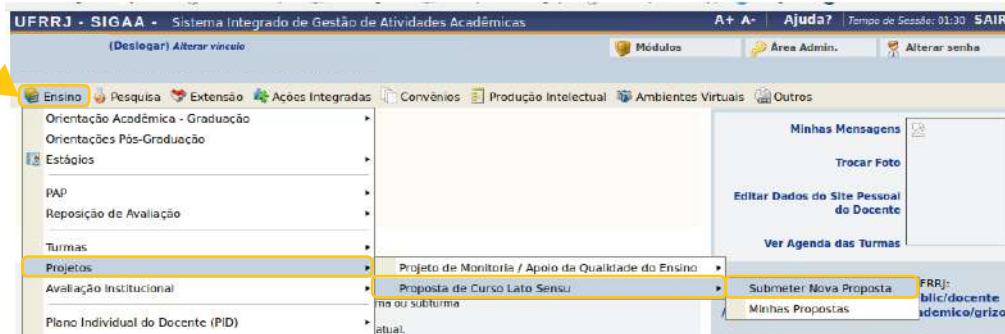 UFRRJ - SIGAA - Sistema Integrado de Gestão de Atividades Acadêmicas A+ A- Ajuda? Tempo de Sessão: 01:30 SAIR
(Deslogar) Alterar vínculo Módulos Área Admin. Alterar senha
Ensino Pesquisa Extensão Ações Integradas Convênios Produção Intelectual Ambientes Virtuais Outros
Orientação Acadêmica - Graduação
Orientações Pós-Graduação
Estágios
PAP
Reposição de Avaliação
Turmas
Projetos
Avaliação Institucional
Plano Individual do Docente (PID)
Projeto de Monitoria / Apoio da Qualidade do Ensino
Proposta de Curso Lato Sensu
Submeter Nova Proposta
Minhas Propostas
ou subturma
atual.
Minhas Mensagens
Trocar Foto
Editar Dados do Site Pessoal
do Docente
Ver Agenda das Turmas
FRRJ:
blic/docente
ademico/grizo